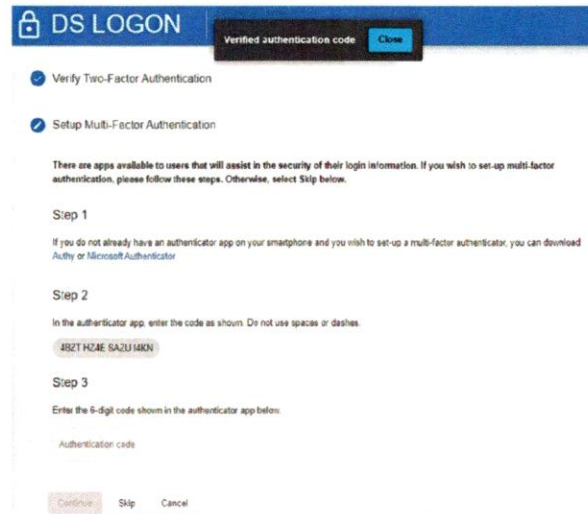 DS LOGON
Verified authentication code Close
Verify Two-Factor Authentication
Setup Multi-Factor Authentication
There are apps available to users that will assist in the security of their login information. If you wish to set-up multi-factor
authentication, please follow these steps. Otherwise, select Skip below.
Step 1
If you do not already have an authenticator app on your smartphone and you wish to set-up a multi-factor authenticator, you can download
Authy or Microsoft Authenticator
Step 2
In the authenticator app, enter the code as shown. Do not use spaces or dashes.
Step 3
Enter the 6-digit code shown in the authenticator app below.
Authentication code
Continue Skip Cancel